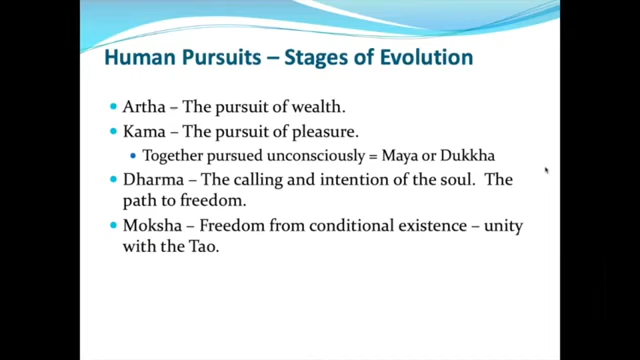 Human Pursuits – Stages of Evolution
Artha – The pursuit of wealth.
Kama – The pursuit of pleasure.
Together pursued unconsciously = Maya or Dukkha
Dharma – The calling and intention of the soul. The
path to freedom.
Moksha – Freedom from conditional existence – unity
with the Tao.